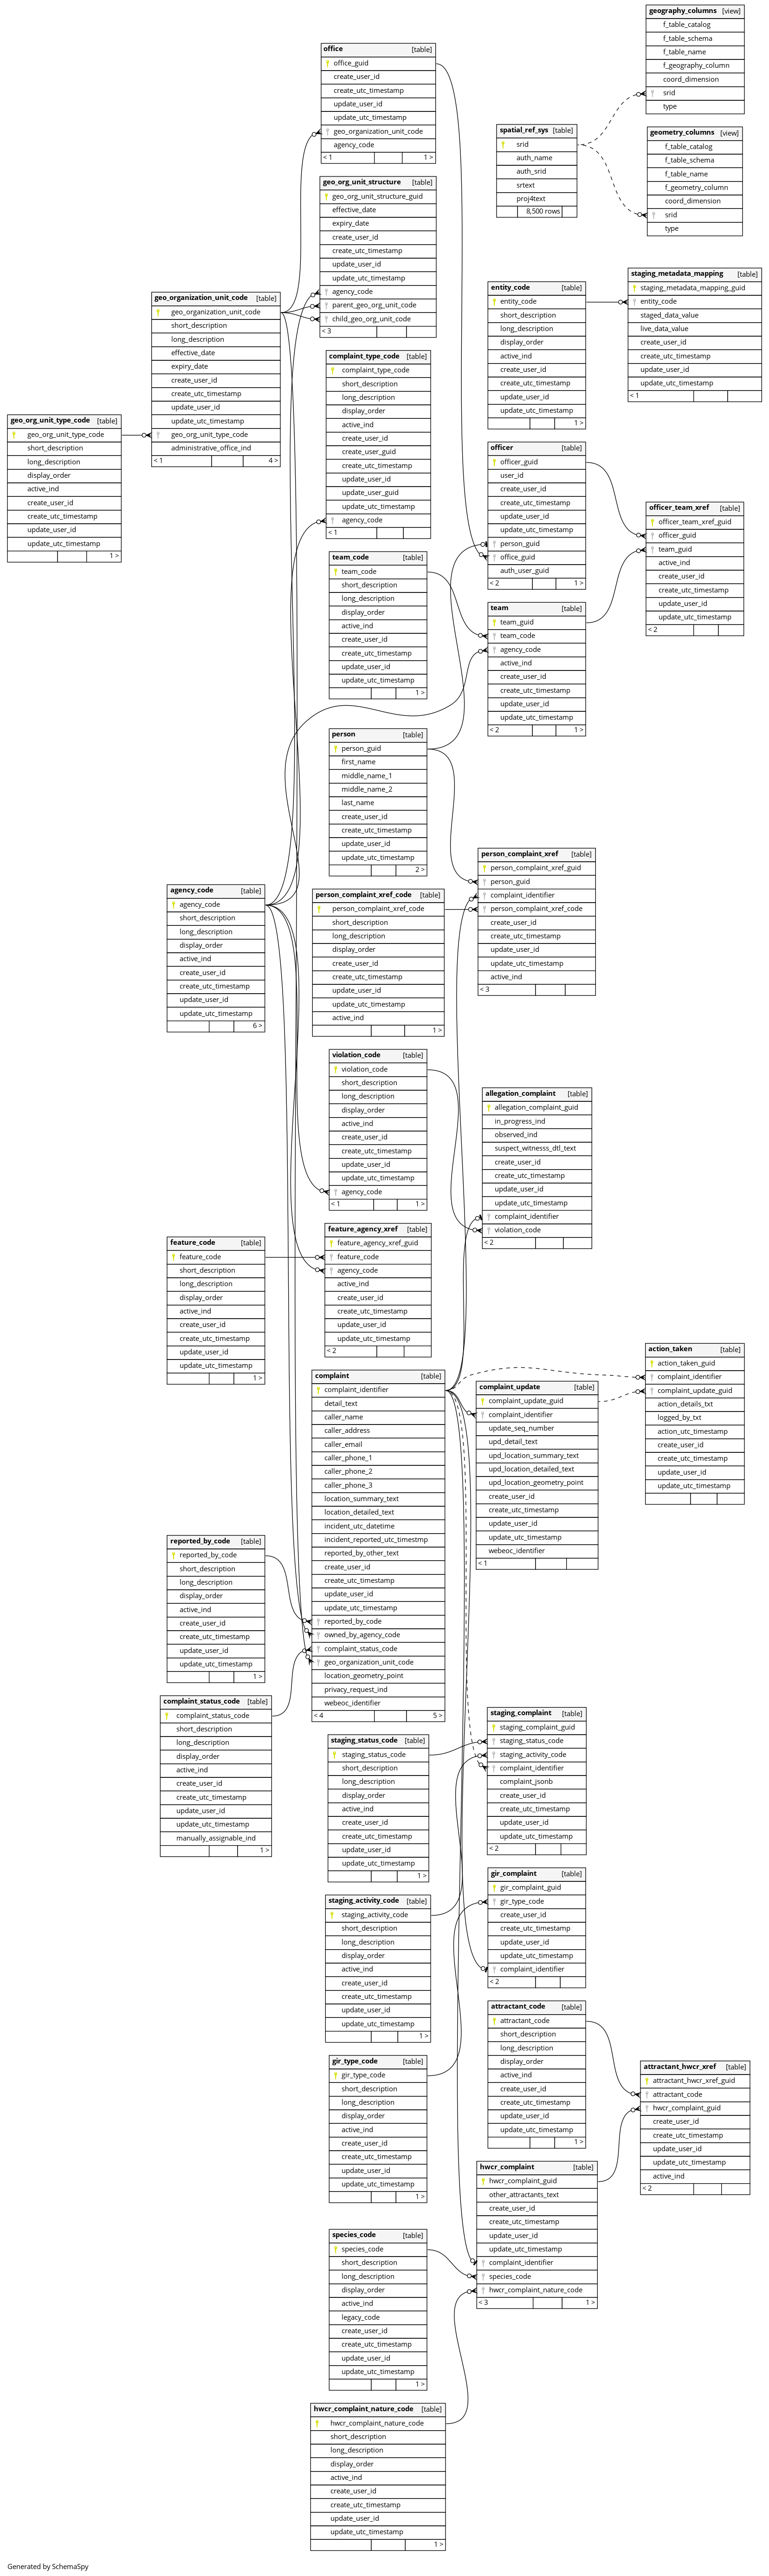 geography_columns [view]
f_table_catalog
f_table_schema
f_table_name
f_geography_column
coord_dimension
srid
type
office [table]
office_guid
create_user_id
create_utc_timestamp
update_user_id
update_utc_timestamp
geo_organization_unit_code
agency_code
< 1 1 >
spatial_ref_sys [table]
srid
auth_name
auth_srid
srtext
proj4text
8,500 rows
geometry_columns [view]
f_table_catalog
f_table_schema
f_table_name
f_geometry_column
coord_dimension
srid
type
geo_org_unit_structure [table]
geo_org_unit_structure_guid
effective_date
expiry_date
create_user_id
create_utc_timestamp
update_user_id
update_utc_timestamp
agency_code
parent_geo_org_unit_code
child_geo_org_unit_code
< 3
geo_organization_unit_code [table]
geo_organization_unit_code
short_description
long_description
effective_date
expiry_date
create_user_id
create_utc_timestamp
update_user_id
update_utc_timestamp
geo_org_unit_type_code
administrative_office_ind
< 1 4 >
entity_code [table]
entity_code
short_description
long_description
display_order
active_ind
create_user_id
create_utc_timestamp
update_user_id
update_utc_timestamp
1 >
staging_metadata_mapping [table]
staging_metadata_mapping_guid
entity_code
staged_data_value
live_data_value
create_user_id
create_utc_timestamp
update_user_id
update_utc_timestamp
< 1
complaint_type_code [table]
complaint_type_code
short_description
long_description
display_order
active_ind
create_user_id
create_user_guid
create_utc_timestamp
update_user_id
update_user_guid
update_utc_timestamp
agency_code
< 1
geo_org_unit_type_code [table]
geo_org_unit_type_code
short_description
long_description
display_order
active_ind
create_user_id
create_utc_timestamp
update_user_id
update_utc_timestamp
1 >
officer [table]
officer_guid
user_id
create_user_id
create_utc_timestamp
update_user_id
update_utc_timestamp
person_guid
office_guid
auth_user_guid
< 2 1 >
officer_team_xref [table]
officer_team_xref_guid
officer_guid
team_guid
active_ind
create_user_id
create_utc_timestamp
update_user_id
update_utc_timestamp
< 2
team_code [table]
team_code
short_description
long_description
display_order
active_ind
create_user_id
create_utc_timestamp
update_user_id
update_utc_timestamp
1 >
team [table]
team_guid
team_code
agency_code
active_ind
create_user_id
create_utc_timestamp
update_user_id
update_utc_timestamp
< 2 1 >
person [table]
person_guid
first_name
middle_name_1
middle_name_2
last_name
create_user_id
create_utc_timestamp
update_user_id
update_utc_timestamp
2 >
person_complaint_xref [table]
person_complaint_xref_guid
person_guid
complaint_identifier
person_complaint_xref_code
create_user_id
create_utc_timestamp
update_user_id
update_utc_timestamp
active_ind
< 3
agency_code [table]
agency_code
short_description
long_description
display_order
active_ind
create_user_id
create_utc_timestamp
update_user_id
update_utc_timestamp
6 >
person_complaint_xref_code [table]
person_complaint_xref_code
short_description
long_description
display_order
create_user_id
create_utc_timestamp
update_user_id
update_utc_timestamp
active_ind
1 >
violation_code [table]
violation_code
short_description
long_description
display_order
active_ind
create_user_id
create_utc_timestamp
update_user_id
update_utc_timestamp
agency_code
< 1 1 >
allegation_complaint [table]
allegation_complaint_guid
in_progress_ind
observed_ind
suspect_witnesss_dtl_text
create_user_id
create_utc_timestamp
update_user_id
update_utc_timestamp
complaint_identifier
violation_code
< 2
feature_agency_xref [table]
feature_agency_xref_guid
feature_code
agency_code
active_ind
create_user_id
create_utc_timestamp
update_user_id
update_utc_timestamp
< 2
feature_code [table]
feature_code
short_description
long_description
display_order
active_ind
create_user_id
create_utc_timestamp
update_user_id
update_utc_timestamp
1 >
action_taken [table]
action_taken_guid
complaint_identifier
complaint_update_guid
action_details_txt
logged_by_txt
action_utc_timestamp
create_user_id
create_utc_timestamp
update_user_id
update_utc_timestamp
complaint [table]
complaint_identifier
detail_text
caller_name
caller_address
caller_email
caller_phone_1
caller_phone_2
caller_phone_3
location_summary_text
location_detailed_text
incident_utc_datetime
incident_reported_utc_timestmp
reported_by_other_text
create_user_id
create_utc_timestamp
update_user_id
update_utc_timestamp
reported_by_code
owned_by_agency_code
complaint_status_code
geo_organization_unit_code
location_geometry_point
privacy_request_ind
webeoc_identifier
< 4 5 >
complaint_update [table]
complaint_update_guid
complaint_identifier
update_seq_number
upd_detail_text
upd_location_summary_text
upd_location_detailed_text
upd_location_geometry_point
create_user_id
create_utc_timestamp
update_user_id
update_utc_timestamp
webeoc_identifier
< 1
reported_by_code [table]
reported_by_code
short_description
long_description
display_order
active_ind
create_user_id
create_utc_timestamp
update_user_id
update_utc_timestamp
1 >
complaint_status_code [table]
complaint_status_code
short_description
long_description
display_order
active_ind
create_user_id
create_utc_timestamp
update_user_id
update_utc_timestamp
manually_assignable_ind
1 >
staging_complaint [table]
staging_complaint_guid
staging_status_code
staging_activity_code
complaint_identifier
complaint_jsonb
create_user_id
create_utc_timestamp
update_user_id
update_utc_timestamp
< 2
staging_status_code [table]
staging_status_code
short_description
long_description
display_order
active_ind
create_user_id
create_utc_timestamp
update_user_id
update_utc_timestamp
1 >
gir_complaint [table]
gir_complaint_guid
gir_type_code
create_user_id
create_utc_timestamp
update_user_id
update_utc_timestamp
complaint_identifier
< 2
staging_activity_code [table]
staging_activity_code
short_description
long_description
display_order
active_ind
create_user_id
create_utc_timestamp
update_user_id
update_utc_timestamp
1 >
attractant_code [table]
attractant_code
short_description
long_description
display_order
active_ind
create_user_id
create_utc_timestamp
update_user_id
update_utc_timestamp
1 >
gir_type_code [table]
gir_type_code
short_description
long_description
display_order
active_ind
create_user_id
create_utc_timestamp
update_user_id
update_utc_timestamp
1 >
attractant_hwcr_xref [table]
attractant_hwcr_xref_guid
attractant_code
hwcr_complaint_guid
create_user_id
create_utc_timestamp
update_user_id
update_utc_timestamp
active_ind
< 2
hwcr_complaint [table]
hwcr_complaint_guid
other_attractants_text
create_user_id
create_utc_timestamp
update_user_id
update_utc_timestamp
complaint_identifier
species_code
hwcr_complaint_nature_code
< 3 1 >
species_code [table]
species_code
short_description
long_description
display_order
active_ind
legacy_code
create_user_id
create_utc_timestamp
update_user_id
update_utc_timestamp
1 >
hwcr_complaint_nature_code [table]
hwcr_complaint_nature_code
short_description
long_description
display_order
active_ind
create_user_id
create_utc_timestamp
update_user_id
update_utc_timestamp
1 >
Generated by SchemaSpy